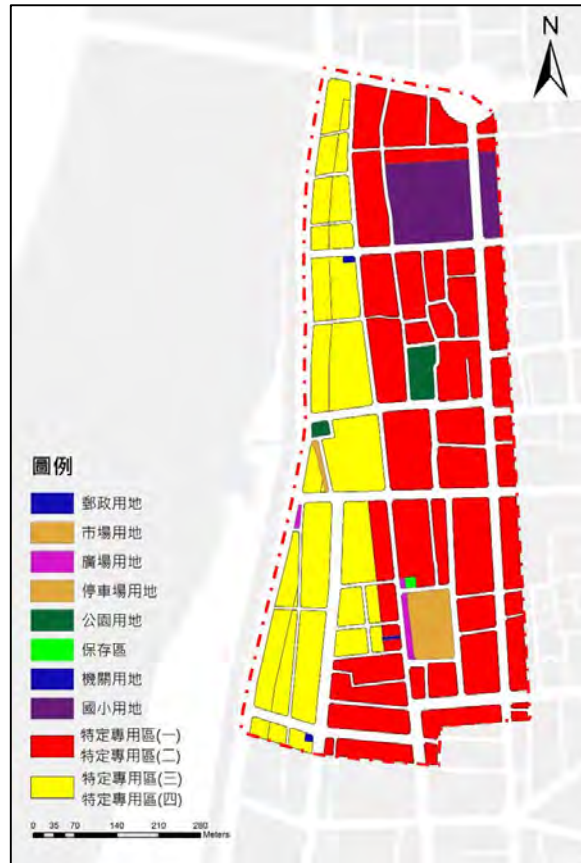 N
圖例
郵政用地
市場用地
廣場用地
停車場用地
公園用地
保存區
機關用地
國小用地
特定專用區(一)
特定專用區(二)
特定專用區(三)
特定專用區(四)
0 35 70 140 210 280
Meters